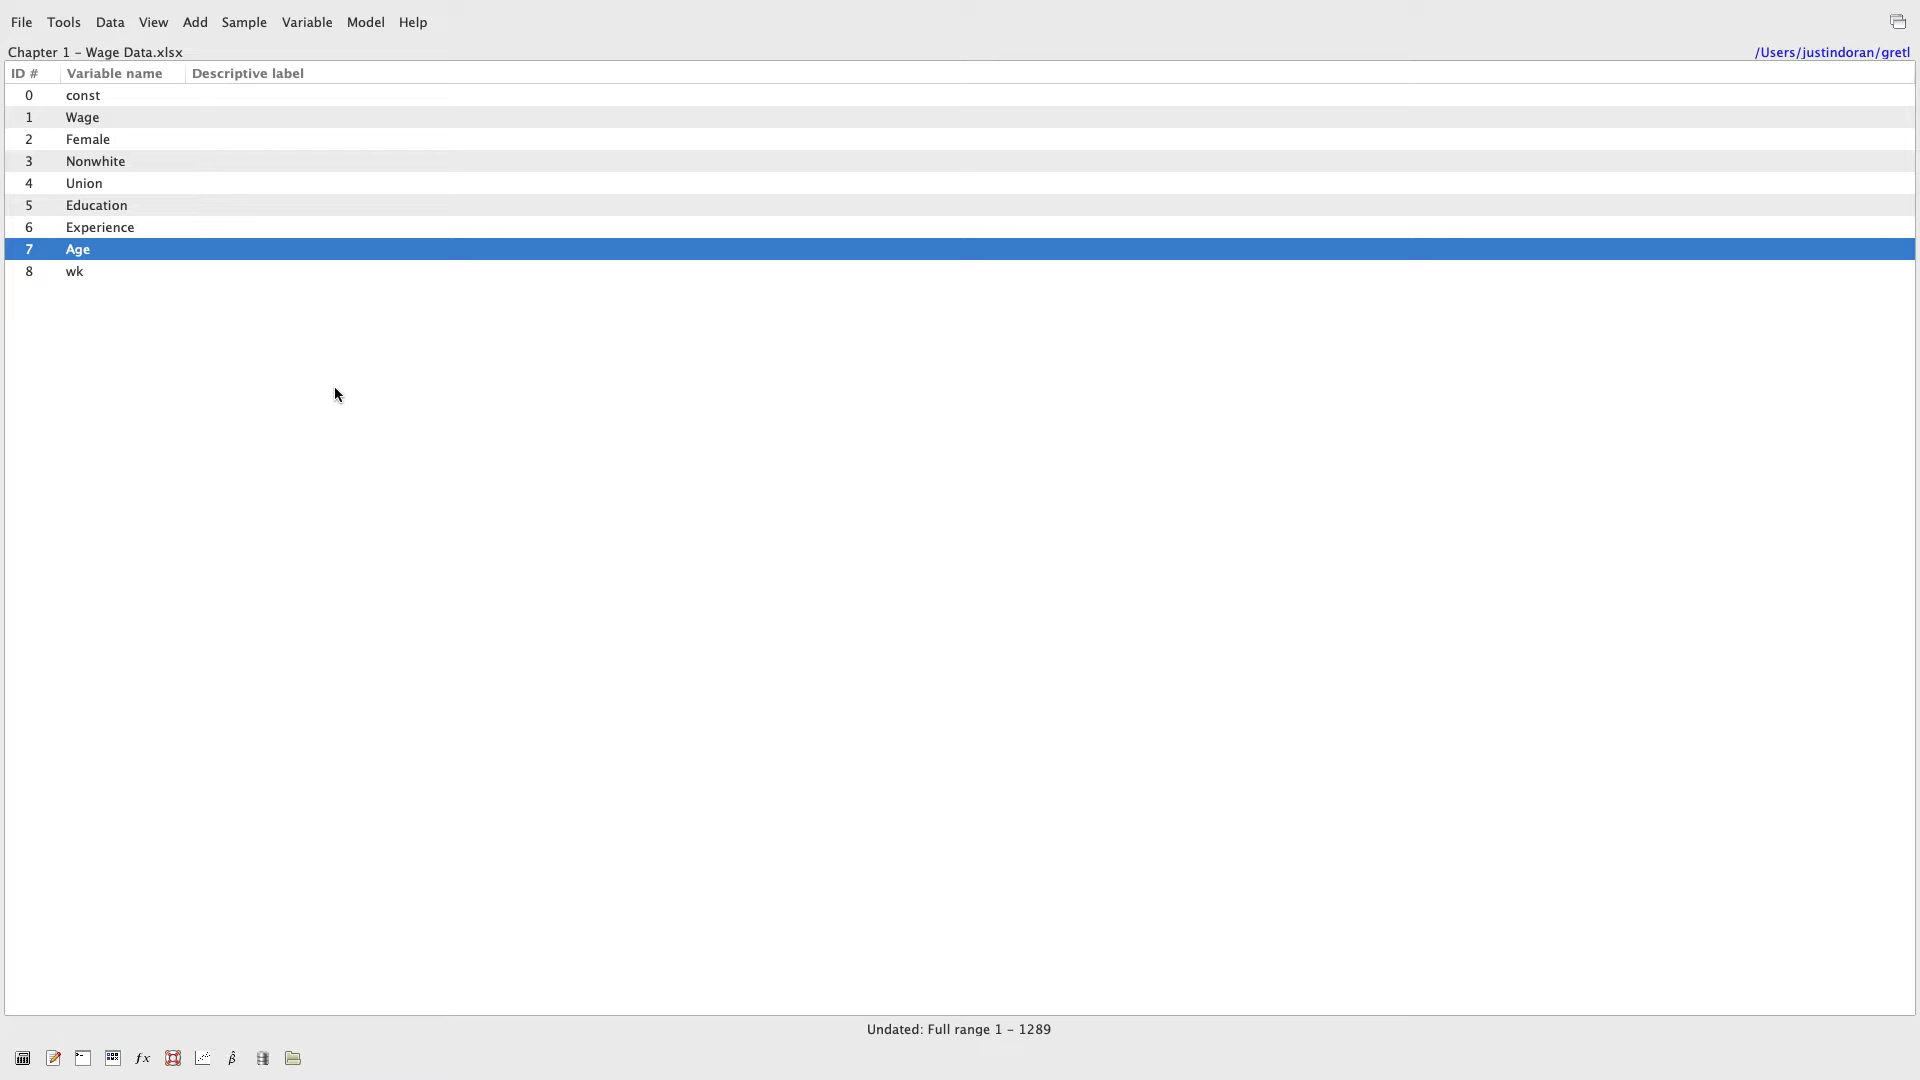 File Tools Data View Add Sample Variable Model Help
Chapter 1 - Wage Data.xlsx /Users/justindoran/gretl
ID # Variable name Descriptive label
0 const
1 Wage
2 Female
3 Nonwhite
4 Union
5 Education
6 Experience
7 Age
8 wk
Undated: Full range 1 - 1289
fx β̂